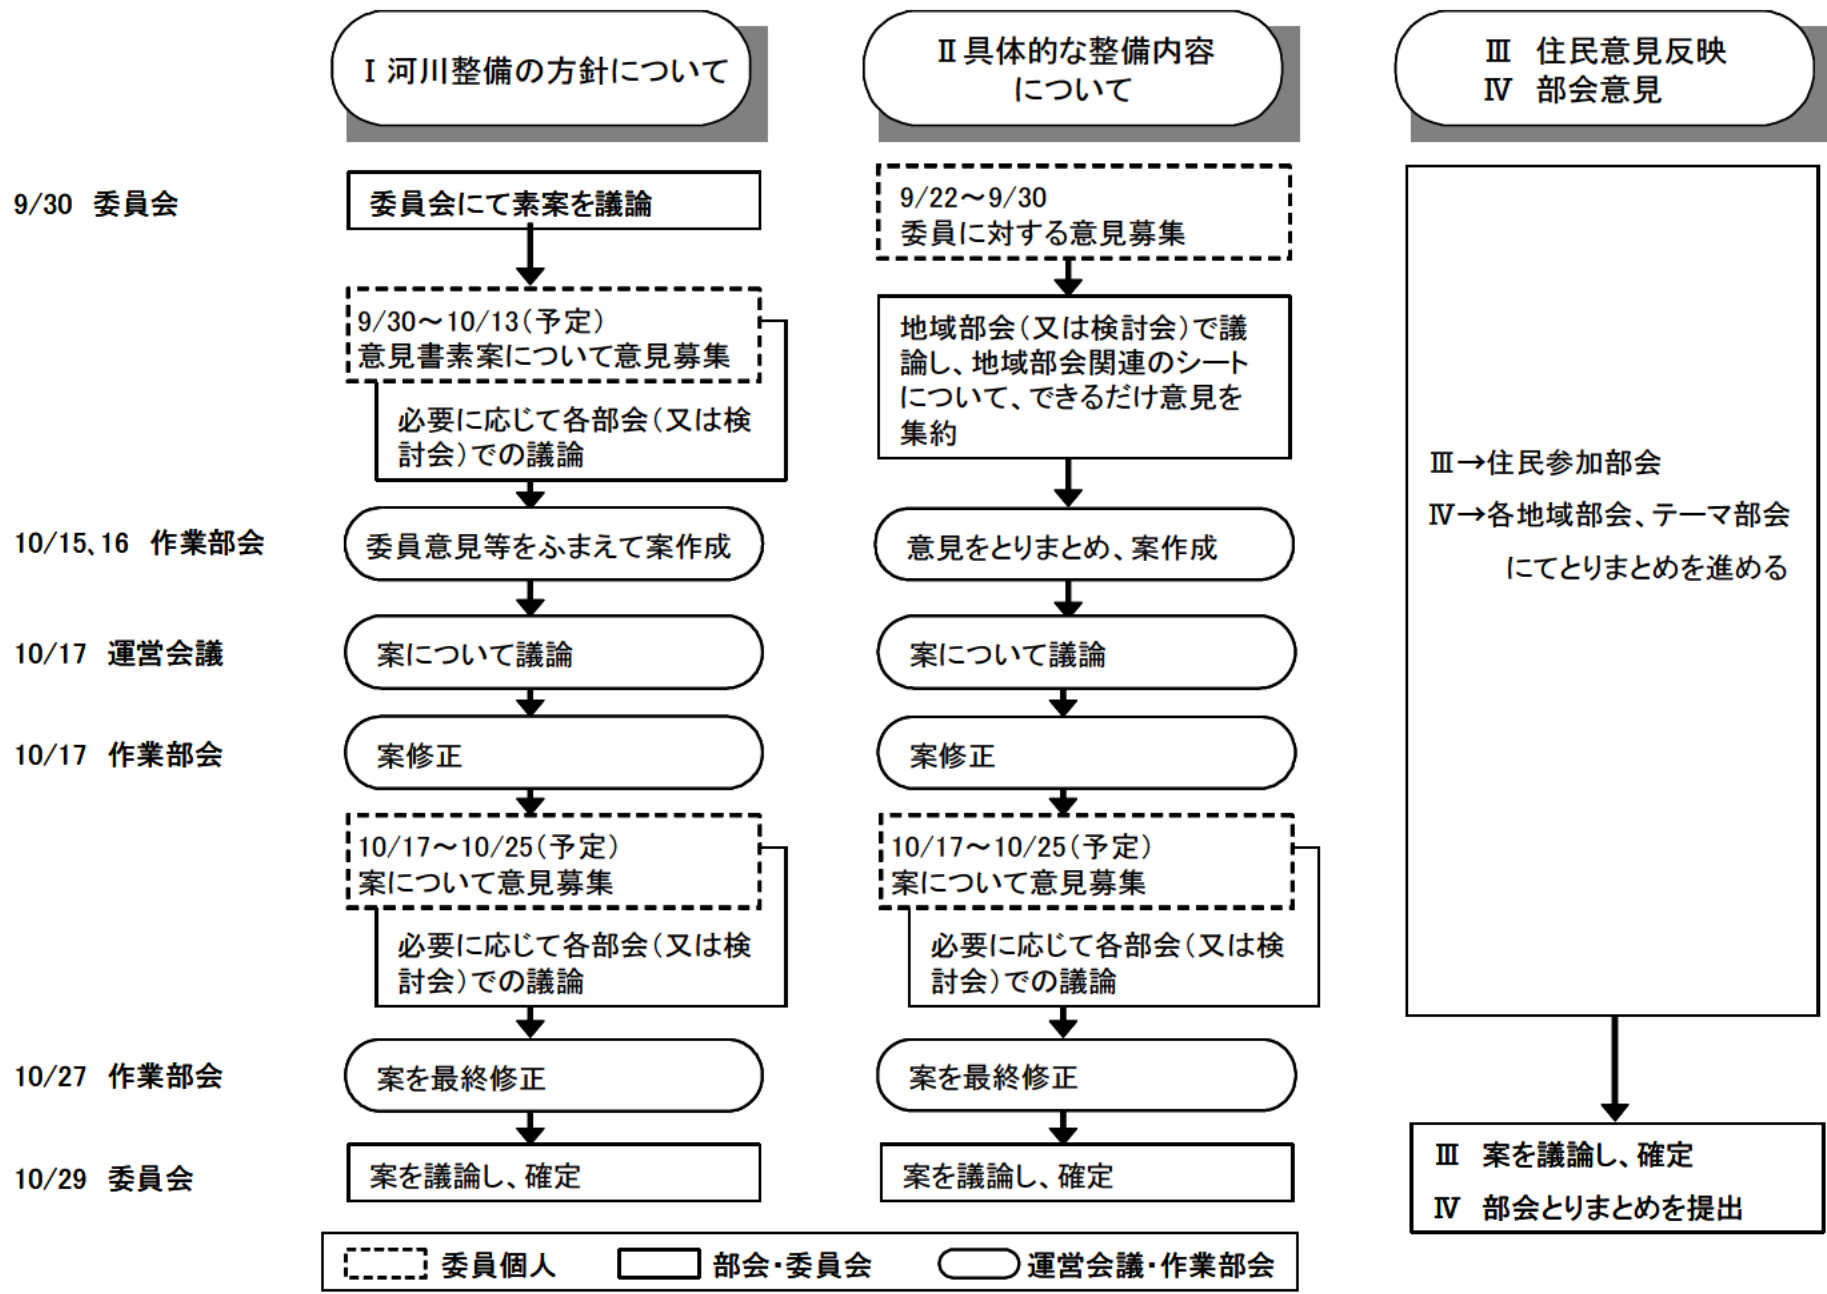 Ⅰ 河川整備の方針について
Ⅱ 具体的な整備内容
について
Ⅲ 住民意見反映
Ⅳ 部会意見
9/30 委員会
委員会にて素案を議論
9/22～9/30
委員に対する意見募集
9/30～10/13(予定)
意見書素案について意見募集
必要に応じて各部会(又は検
討会)での議論
地域部会(又は検討会)で議
論し、地域部会関連のシート
について、できるだけ意見を
集約
Ⅲ→住民参加部会
Ⅳ→各地域部会、テーマ部会
にてとりまとめを進める
10/15、16 作業部会
委員意見等をふまえて案作成
意見をとりまとめ、案作成
10/17 運営会議
案について議論
案について議論
10/17 作業部会
案修正
案修正
10/17～10/25(予定)
案について意見募集
必要に応じて各部会(又は検
討会)での議論
10/17～10/25(予定)
案について意見募集
必要に応じて各部会(又は検
討会)での議論
10/27 作業部会
案を最終修正
案を最終修正
10/29 委員会
案を議論し、確定
案を議論し、確定
Ⅲ 案を議論し、確定
Ⅳ 部会とりまとめを提出
委員個人
部会・委員会
運営会議・作業部会